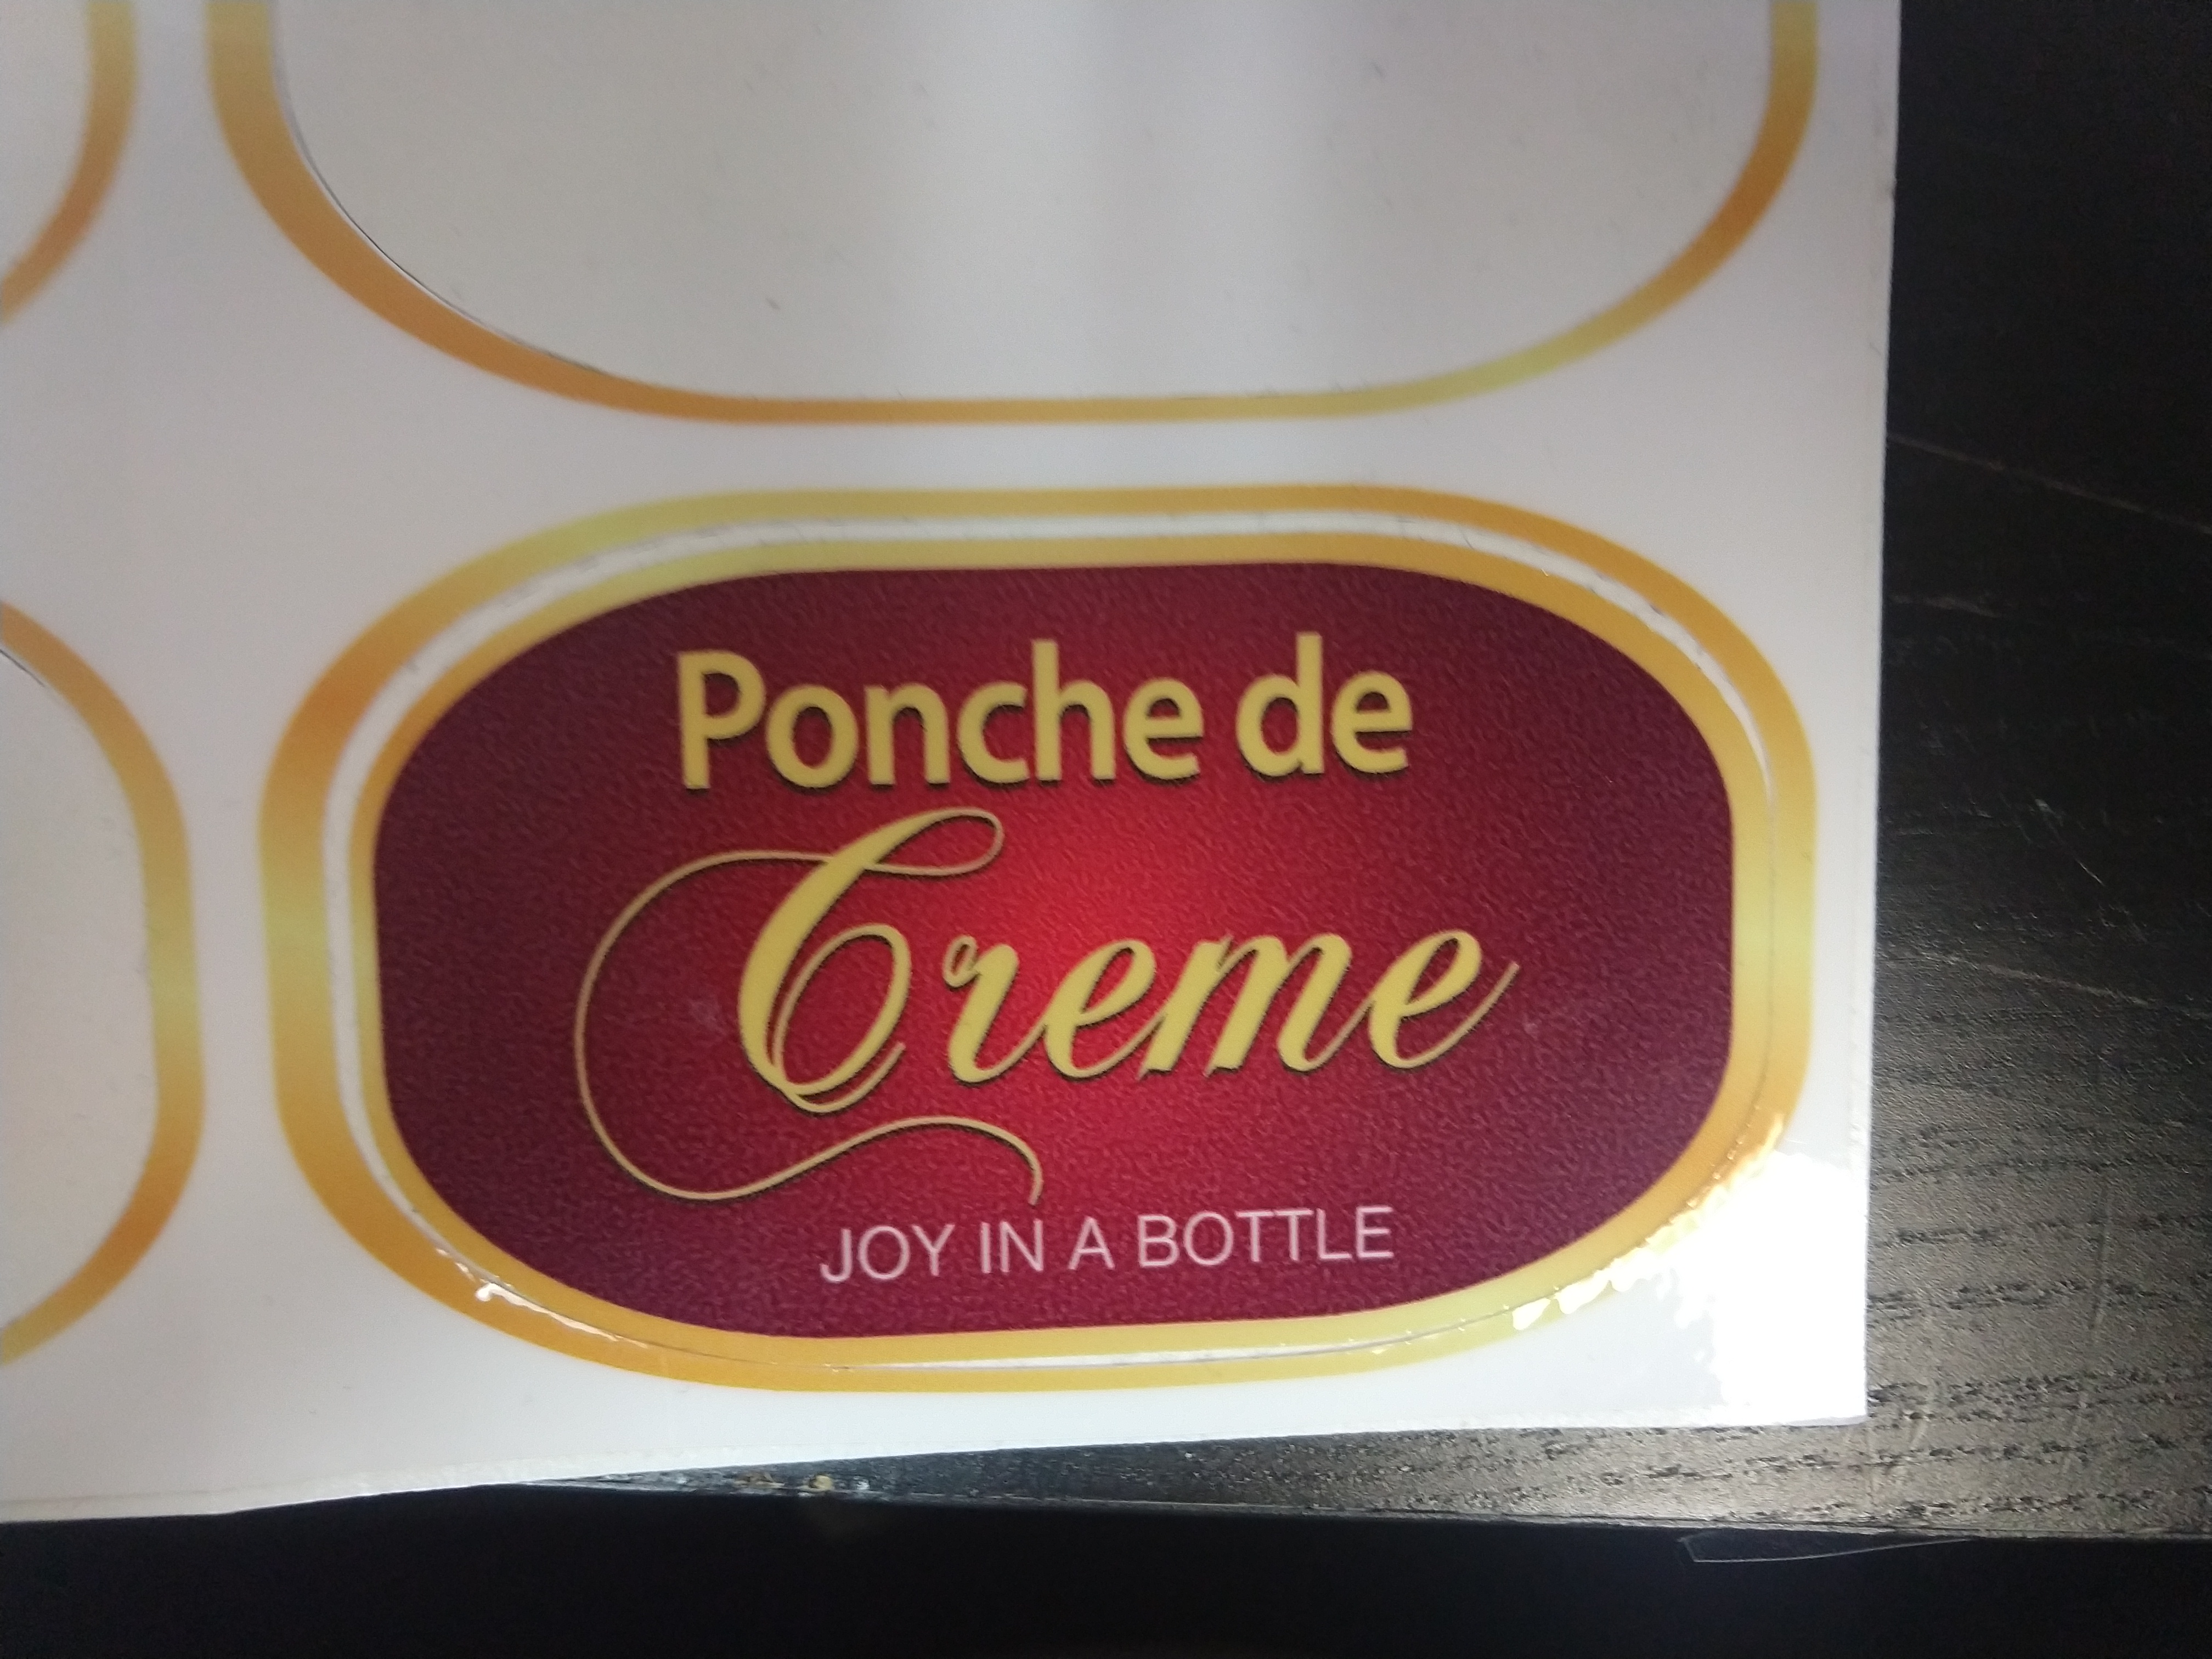 Ponche de
Creme
JOY IN A BOTTLE